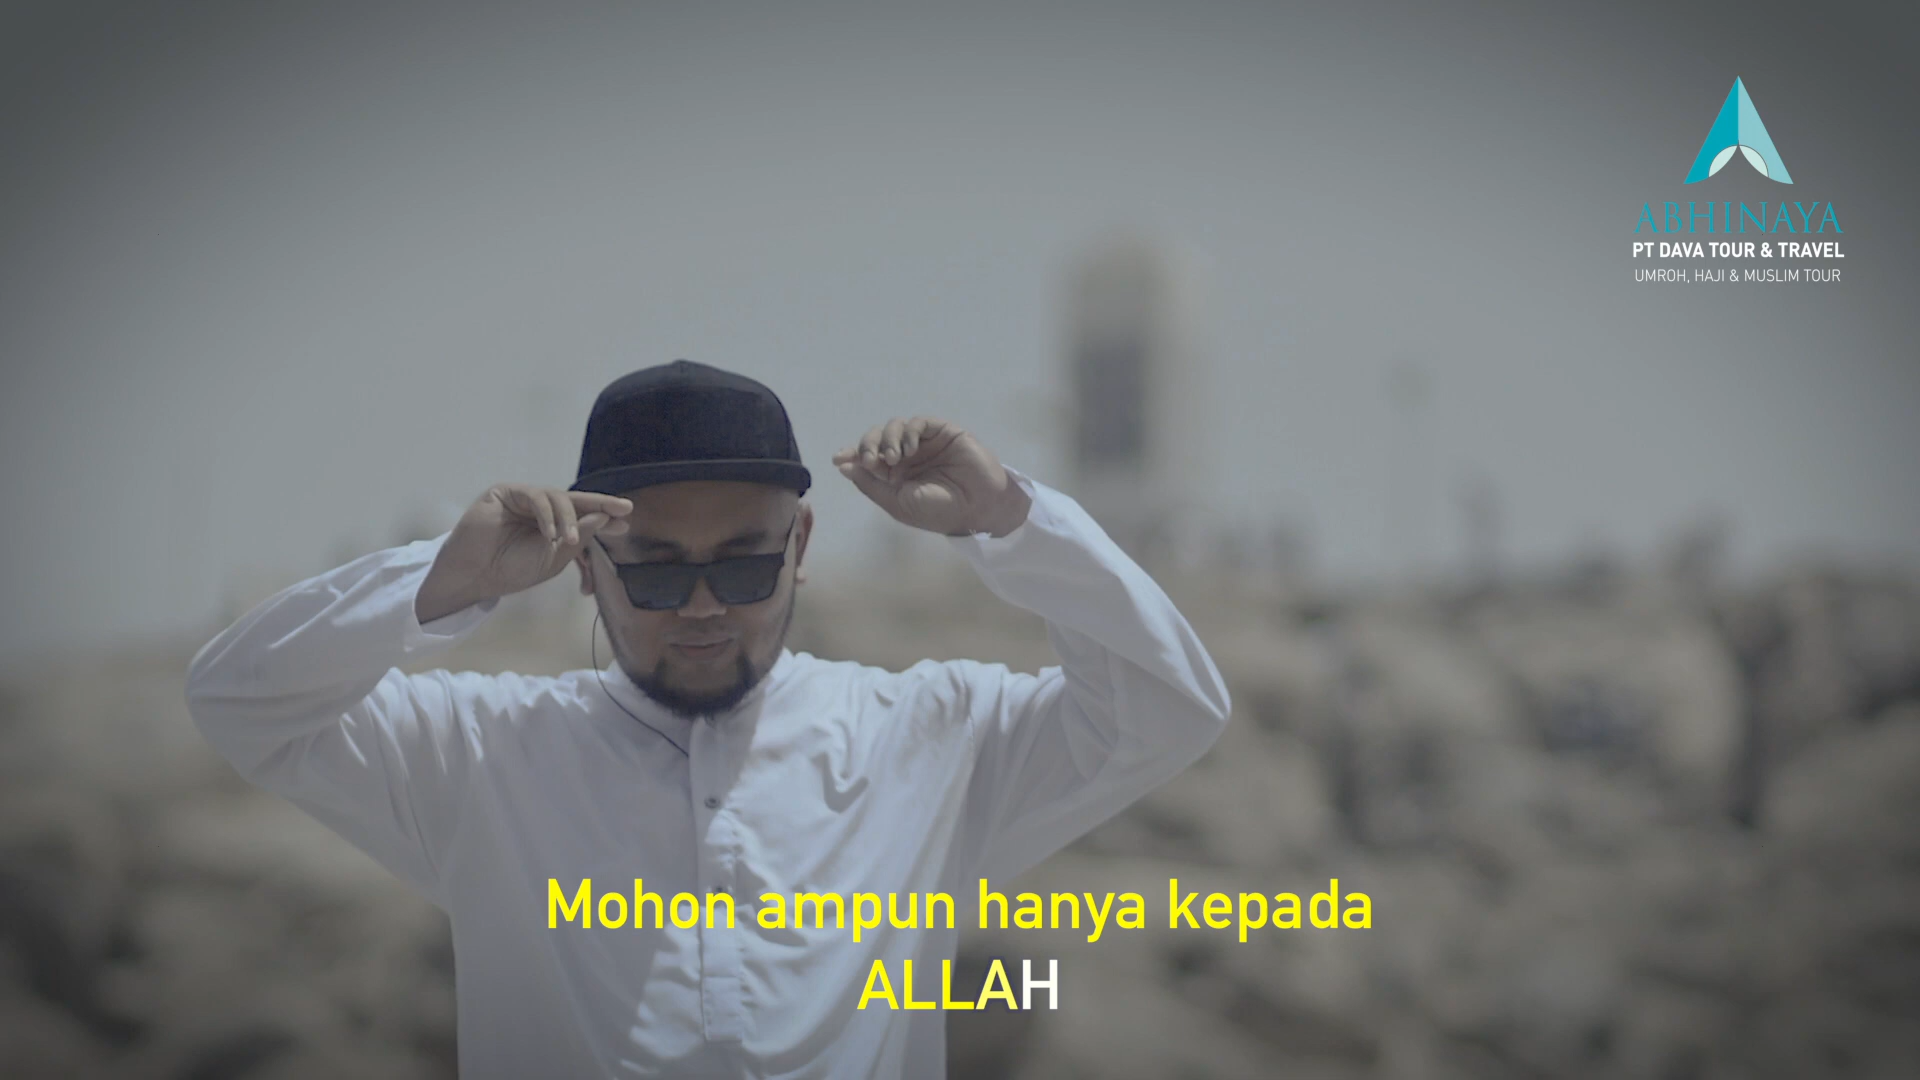 ABHINAYA
PT DAVA TOUR & TRAVEL
UMROH, HAJI & MUSLIM TOUR
Mohon ampun hanya kepada
ALLAH